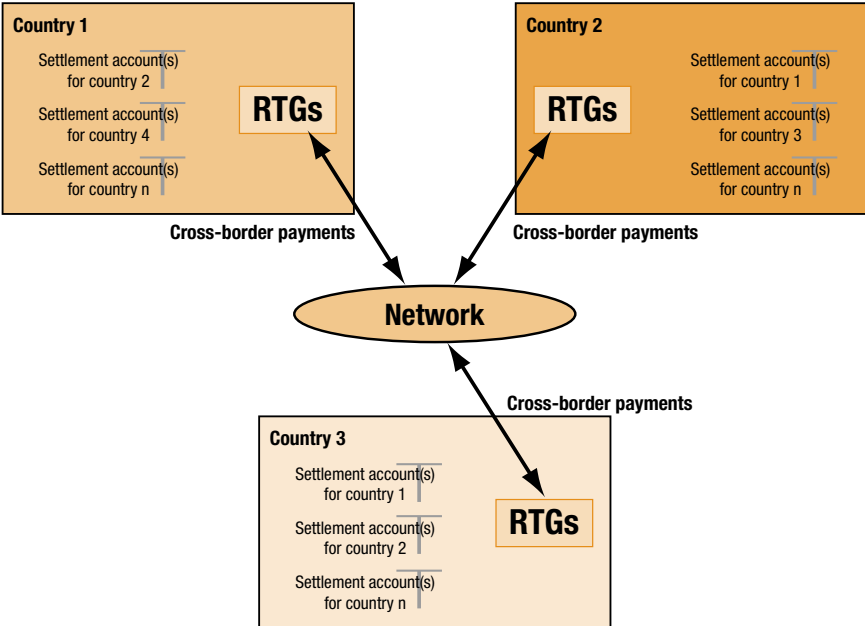 Country 1
Settlement account(s)
for country 2
Settlement account(s)
for country 4
Settlement account(s)
for country n
RTGs
Country 2
RTGs
Settlement account(s)
for country 1
Settlement account(s)
for country 3
Settlement account(s)
for country n
Cross-border payments
Cross-border payments
Network
Cross-border payments
Country 3
Settlement account(s)
for country 1
Settlement account(s)
for country 2
Settlement account(s)
for country n
RTGs